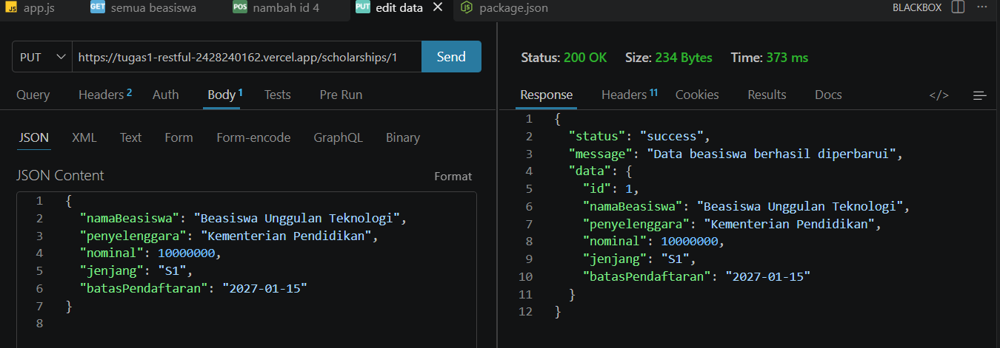 JS app.js GET semua beasiswa POS nambah id 4 PUT edit data × package.json BLACKBOX ···
PUT https://tugas1-restful-2428240162.vercel.app/scholarships/1 Send
Query Headers 2 Auth Body 1 Tests Pre Run
JSON XML Text Form Form-encode GraphQL Binary
JSON Content Format
1 {
2 "namaBeasiswa": "Beasiswa Unggulan Teknologi",
3 "penyelenggara": "Kementerian Pendidikan",
4 "nominal": 10000000,
5 "jenjang": "S1",
6 "batasPendaftaran": "2027-01-15"
7 }
8
Status: 200 OK Size: 234 Bytes Time: 373 ms
Response Headers 11 Cookies Results Docs </>
1 {
2 "status": "success",
3 "message": "Data beasiswa berhasil diperbarui",
4 "data": {
5 "id": 1,
6 "namaBeasiswa": "Beasiswa Unggulan Teknologi",
7 "penyelenggara": "Kementerian Pendidikan",
8 "nominal": 10000000,
9 "jenjang": "S1",
10 "batasPendaftaran": "2027-01-15"
11 }
12 }